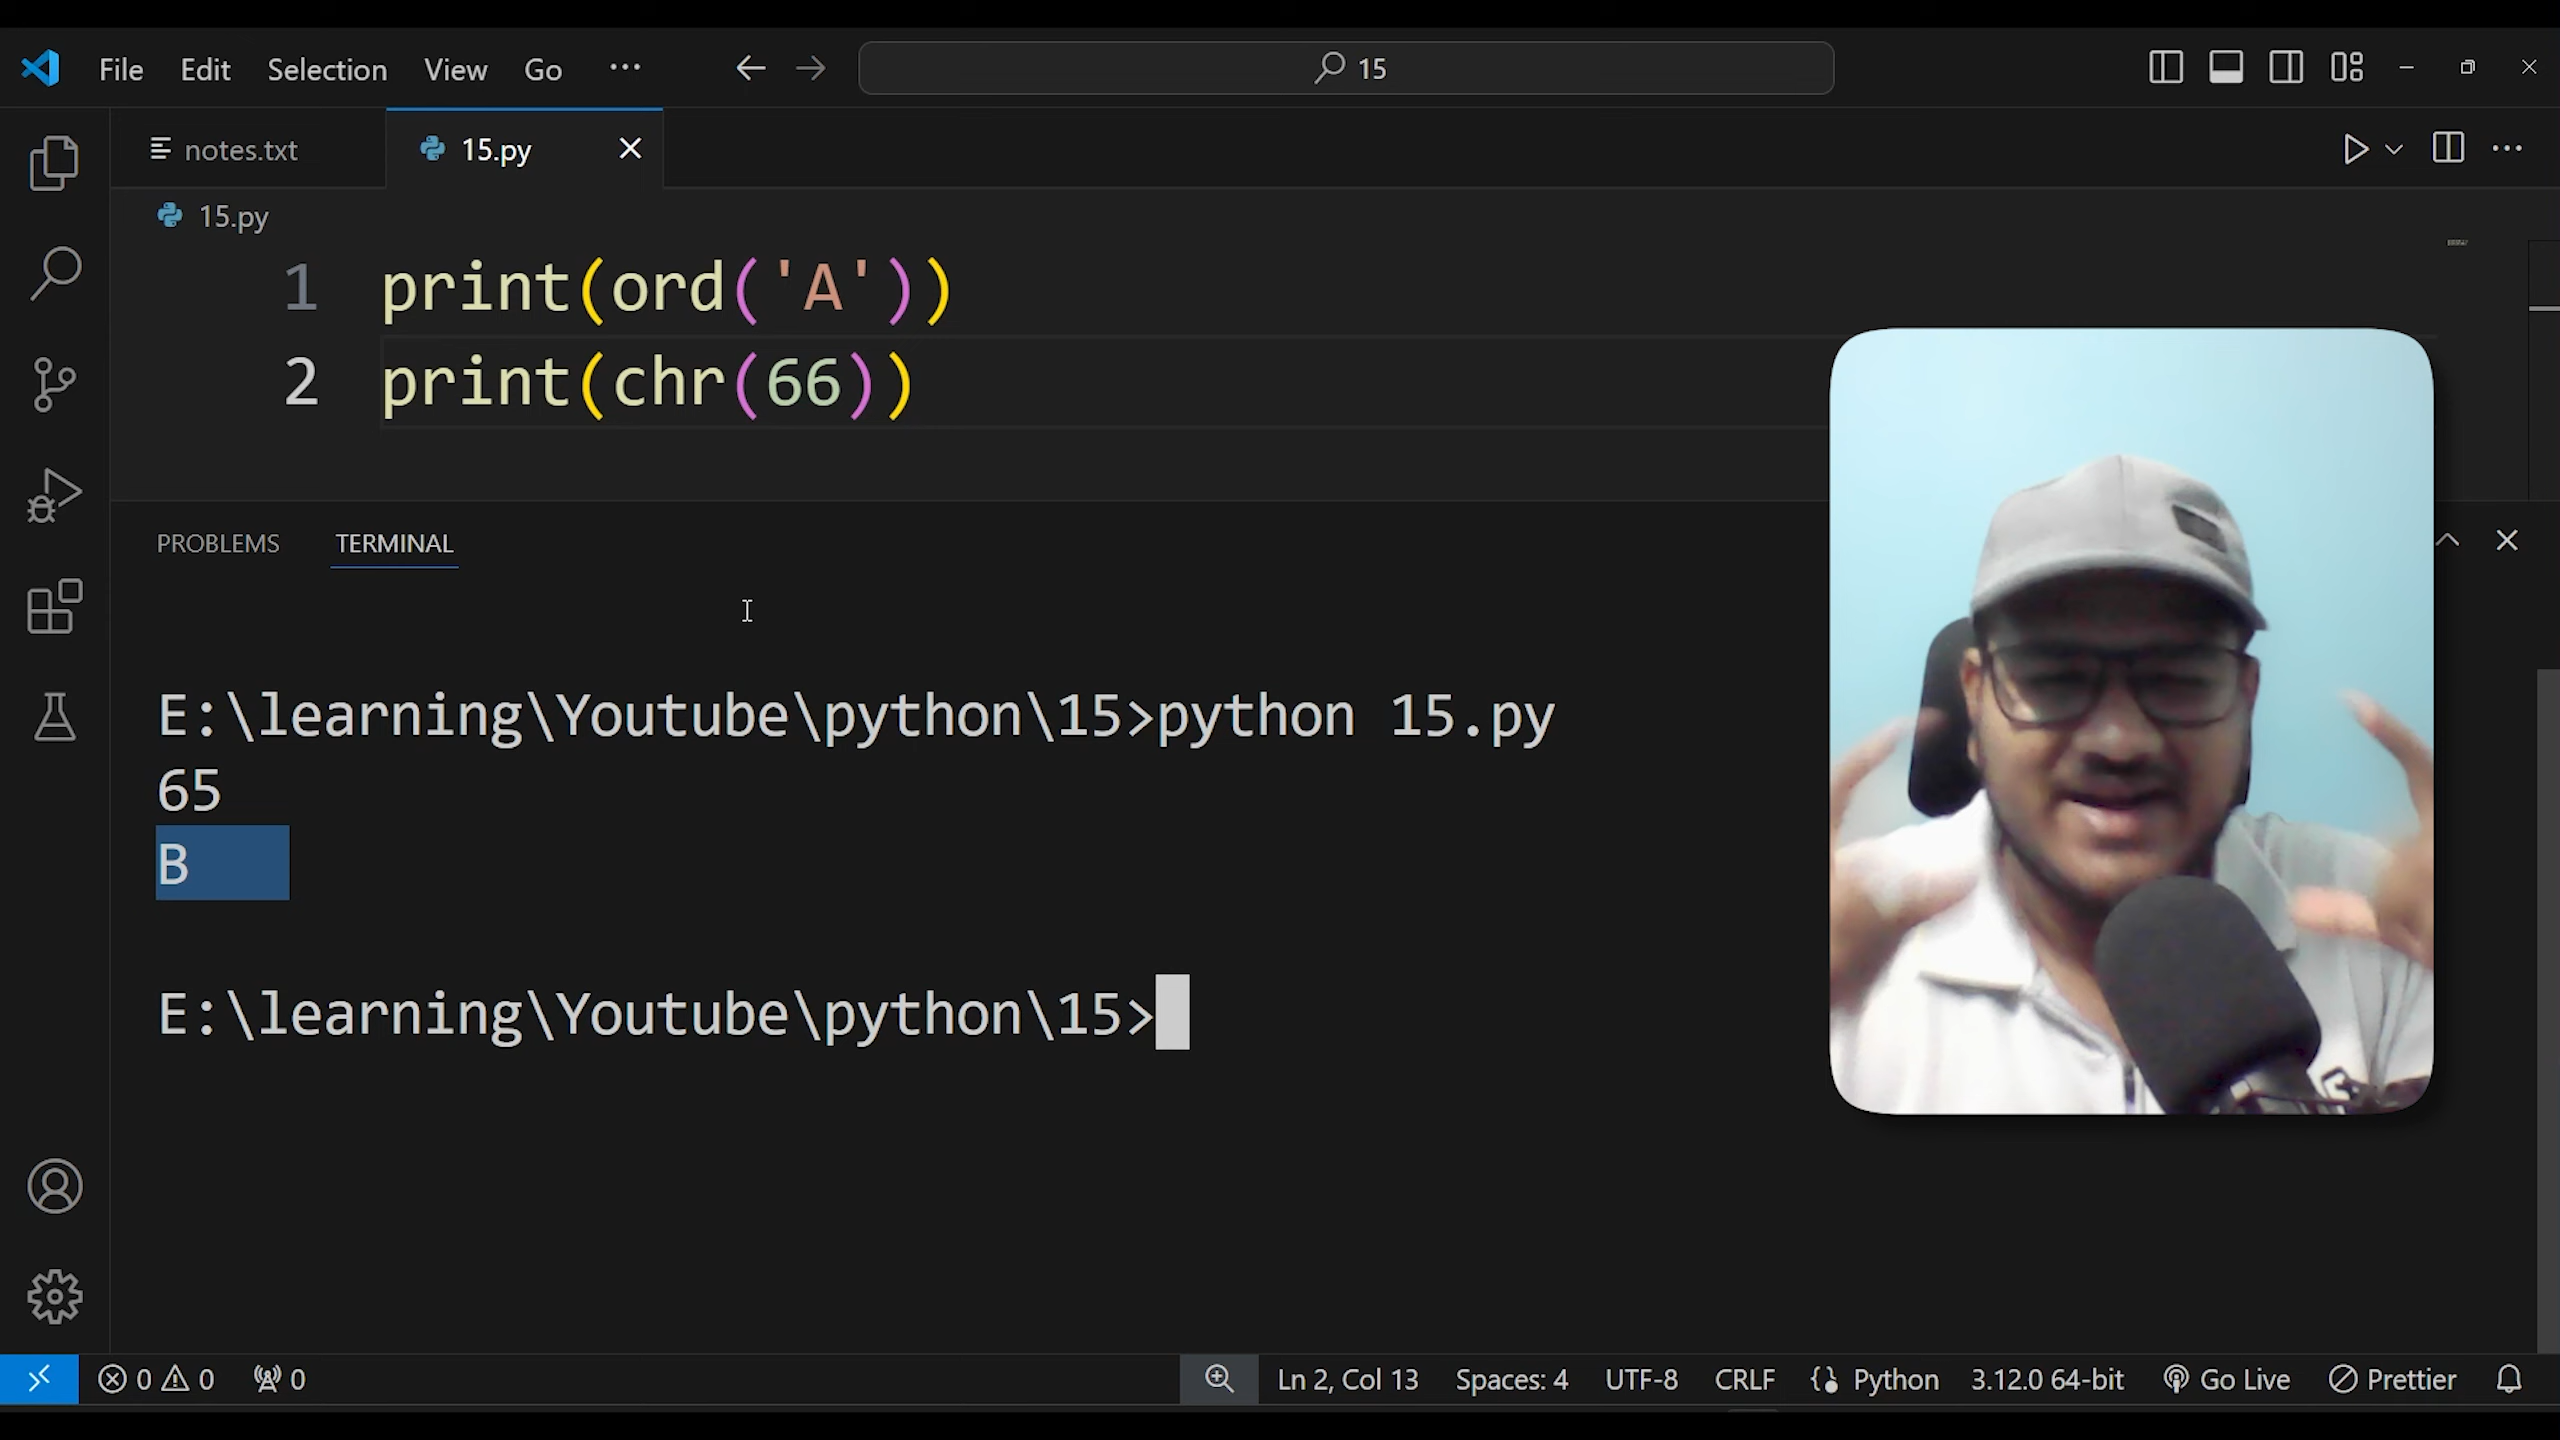 File Edit Selection View Go ··· 15
notes.txt 15.py
15.py
1 print(ord('A'))
2 print(chr(66))
PROBLEMS TERMINAL
E:\learning\Youtube\python\15>python 15.py
65
B
E:\learning\Youtube\python\15>
0 0 0 Ln 2, Col 13 Spaces: 4 UTF-8 CRLF Python 3.12.0 64-bit Go Live Prettier